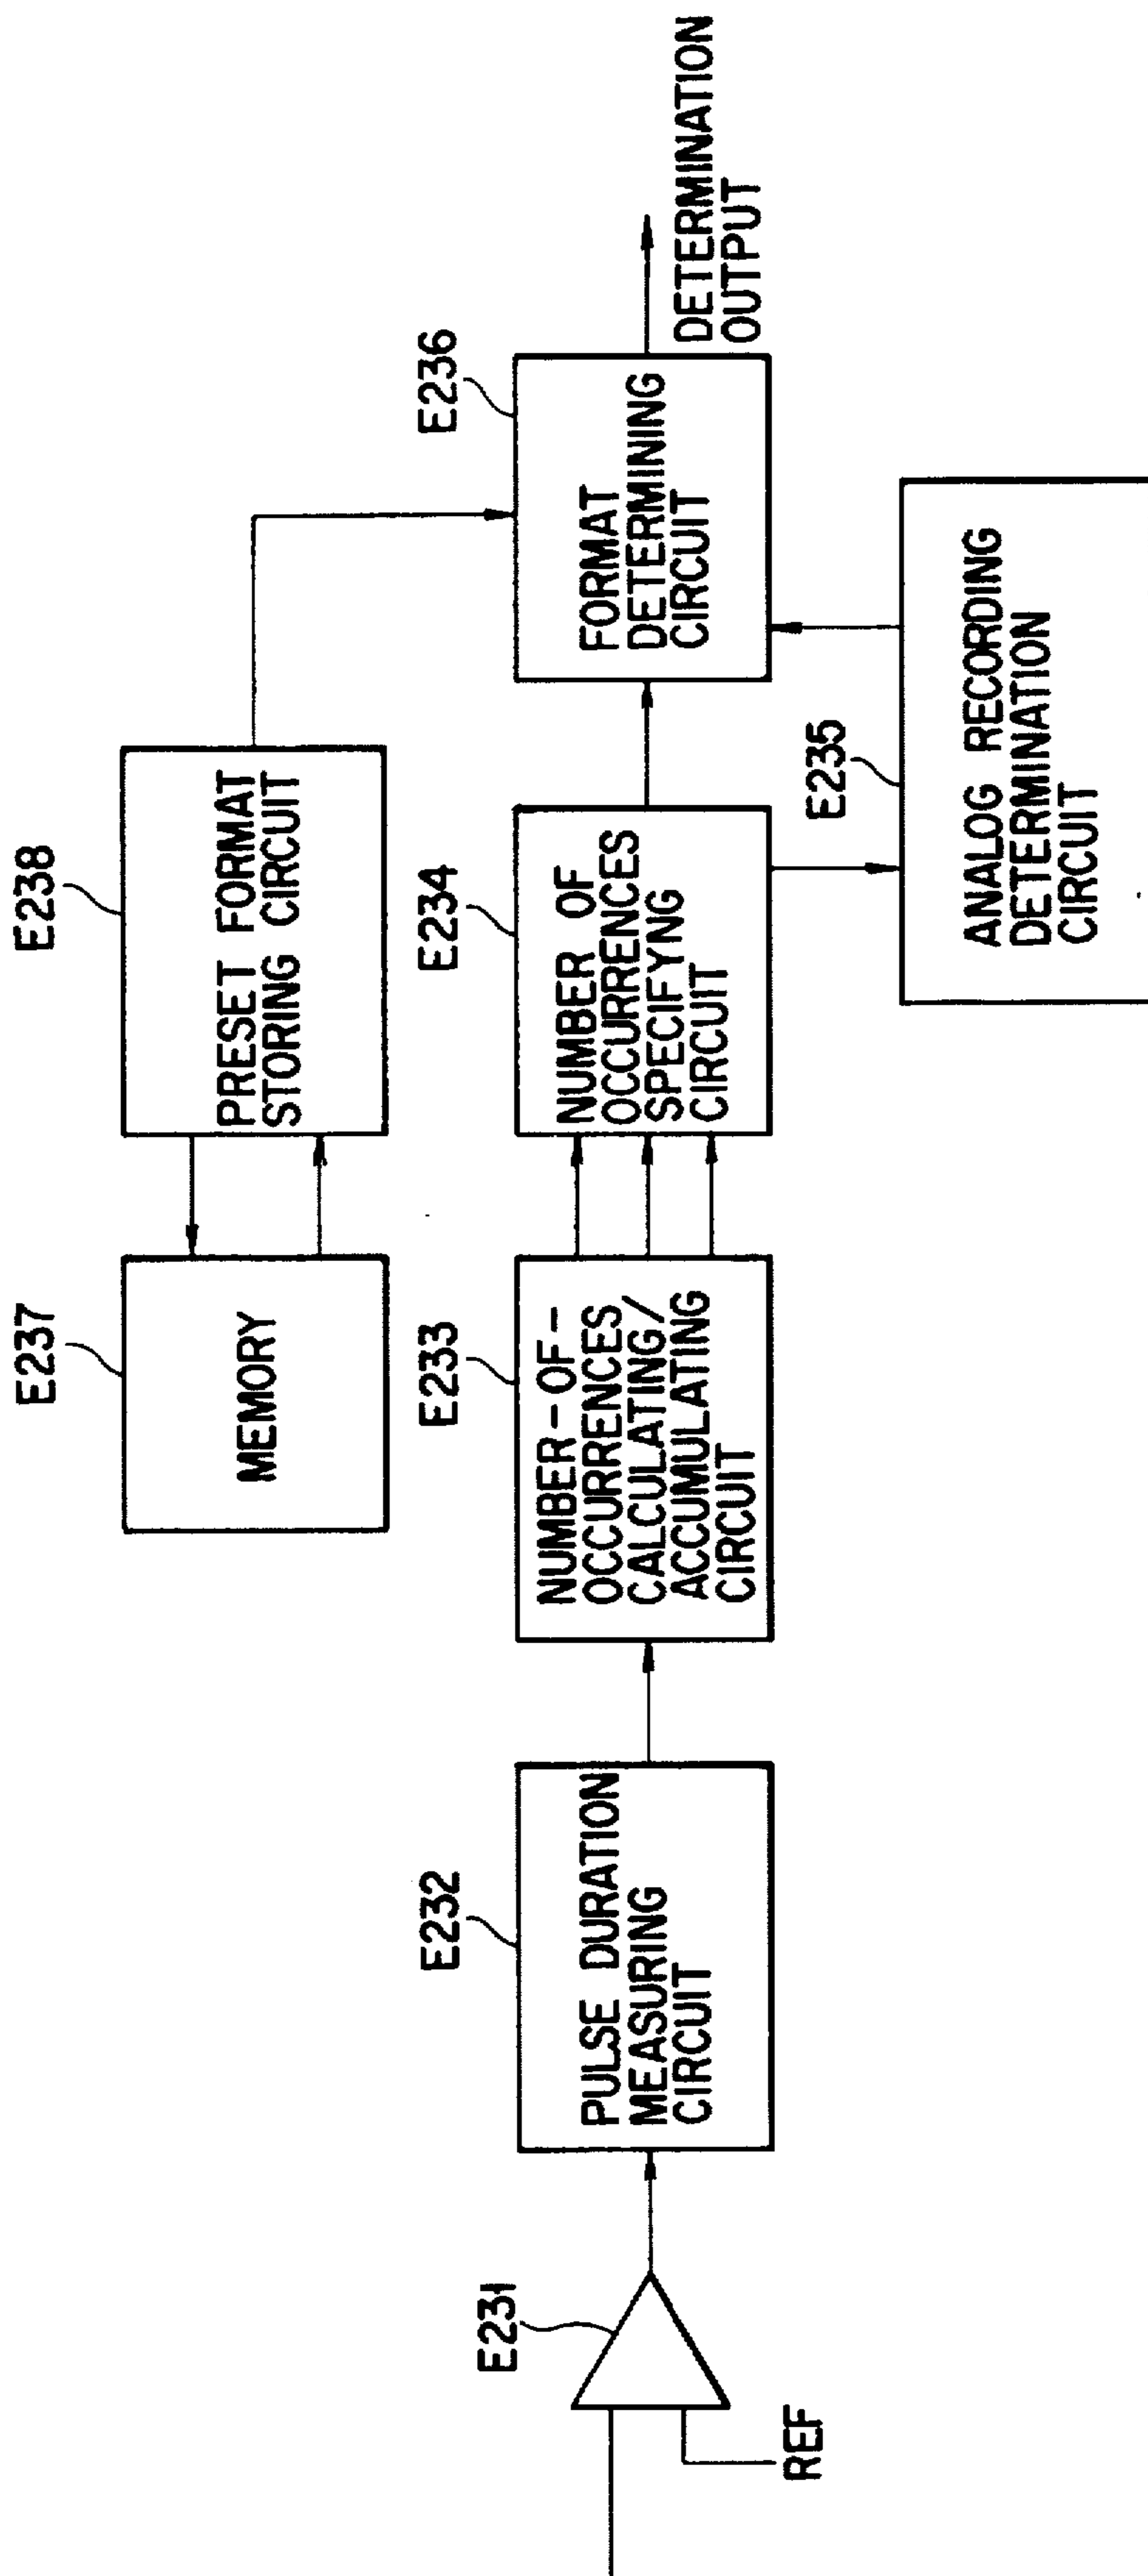 E237
MEMORY
E238
PRESET FORMAT
STORING CIRCUIT
E231
REF
E232
PULSE DURATION
MEASURING
CIRCUIT
E233
NUMBER-OF-
OCCURRENCES
CALCULATING/
ACCUMULATING
CIRCUIT
E234
NUMBER OF
OCCURRENCES
SPECIFYNG
CIRCUIT
E236
FORMAT
DETERMINING
CIRCUIT
DETERMINATION
OUTPUT
E235
ANALOG RECORDING
DETERMINATION
CIRCUIT